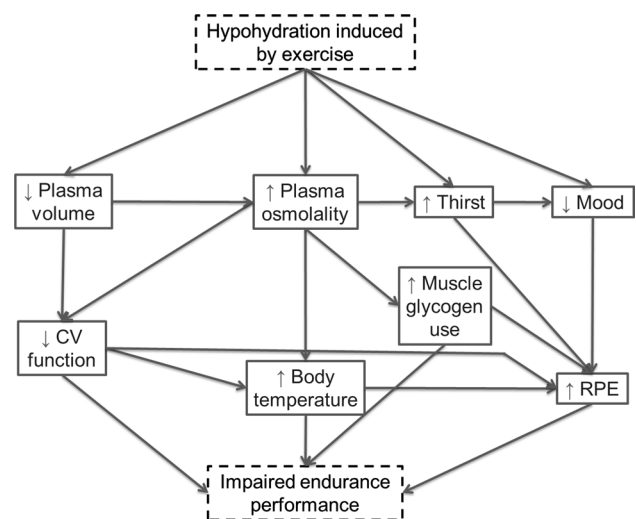 Hypohydration induced
by exercise
↓ Plasma
volume
↑ Plasma
osmolality
↑ Thirst
↓ Mood
↑ Muscle
glycogen
use
↓ CV
function
↑ Body
temperature
↑ RPE
Impaired endurance
performance